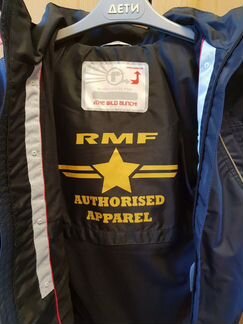 ДЕТИ
THE WILD BUNCH!
RMF
AUTHORISED
APPAREL